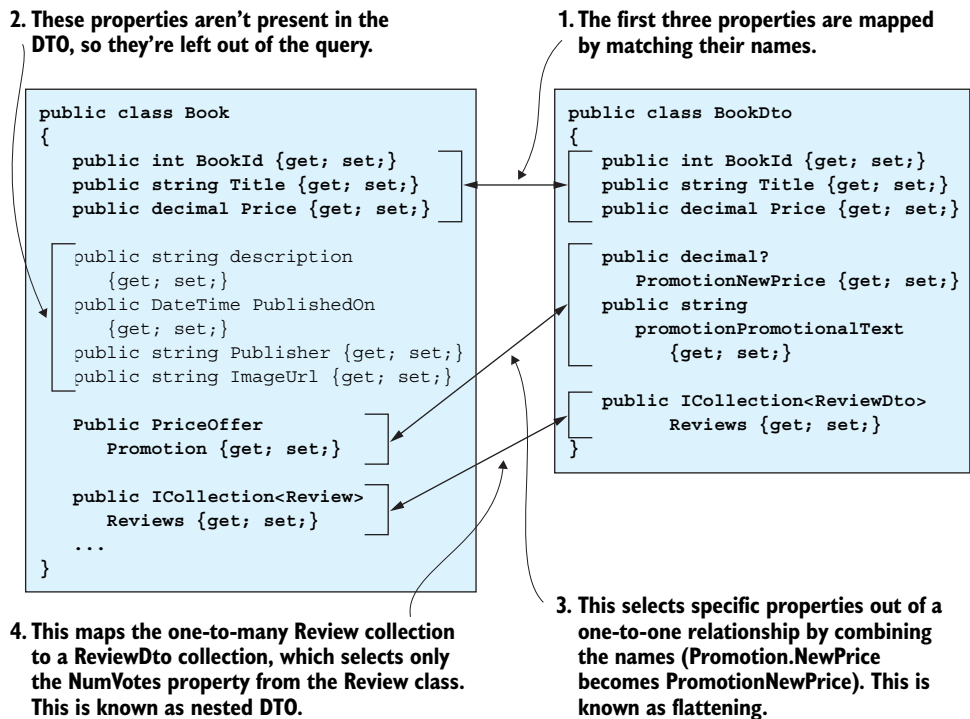 2. These properties aren't present in the
DTO, so they're left out of the query.
1. The first three properties are mapped
by matching their names.
public class Book
{
public int BookId {get; set;}
public string Title {get; set;}
public decimal Price {get; set;}
public string description
{get; set;}
public DateTime PublishedOn
{get; set;}
public string Publisher {get; set;}
public string ImageUrl {get; set;}
Public PriceOffer
Promotion {get; set;}
public ICollection<Review>
Reviews {get; set;}
...
}
public class BookDto
{
public int BookId {get; set;}
public string Title {get; set;}
public decimal Price {get; set;}
public decimal?
PromotionNewPrice {get; set;}
public string
promotionPromotionalText
{get; set;}
public ICollection<ReviewDto>
Reviews {get; set;}
}
4. This maps the one-to-many Review collection
to a ReviewDto collection, which selects only
the NumVotes property from the Review class.
This is known as nested DTO.
3. This selects specific properties out of a
one-to-one relationship by combining
the names (Promotion.NewPrice
becomes PromotionNewPrice). This is
known as flattening.